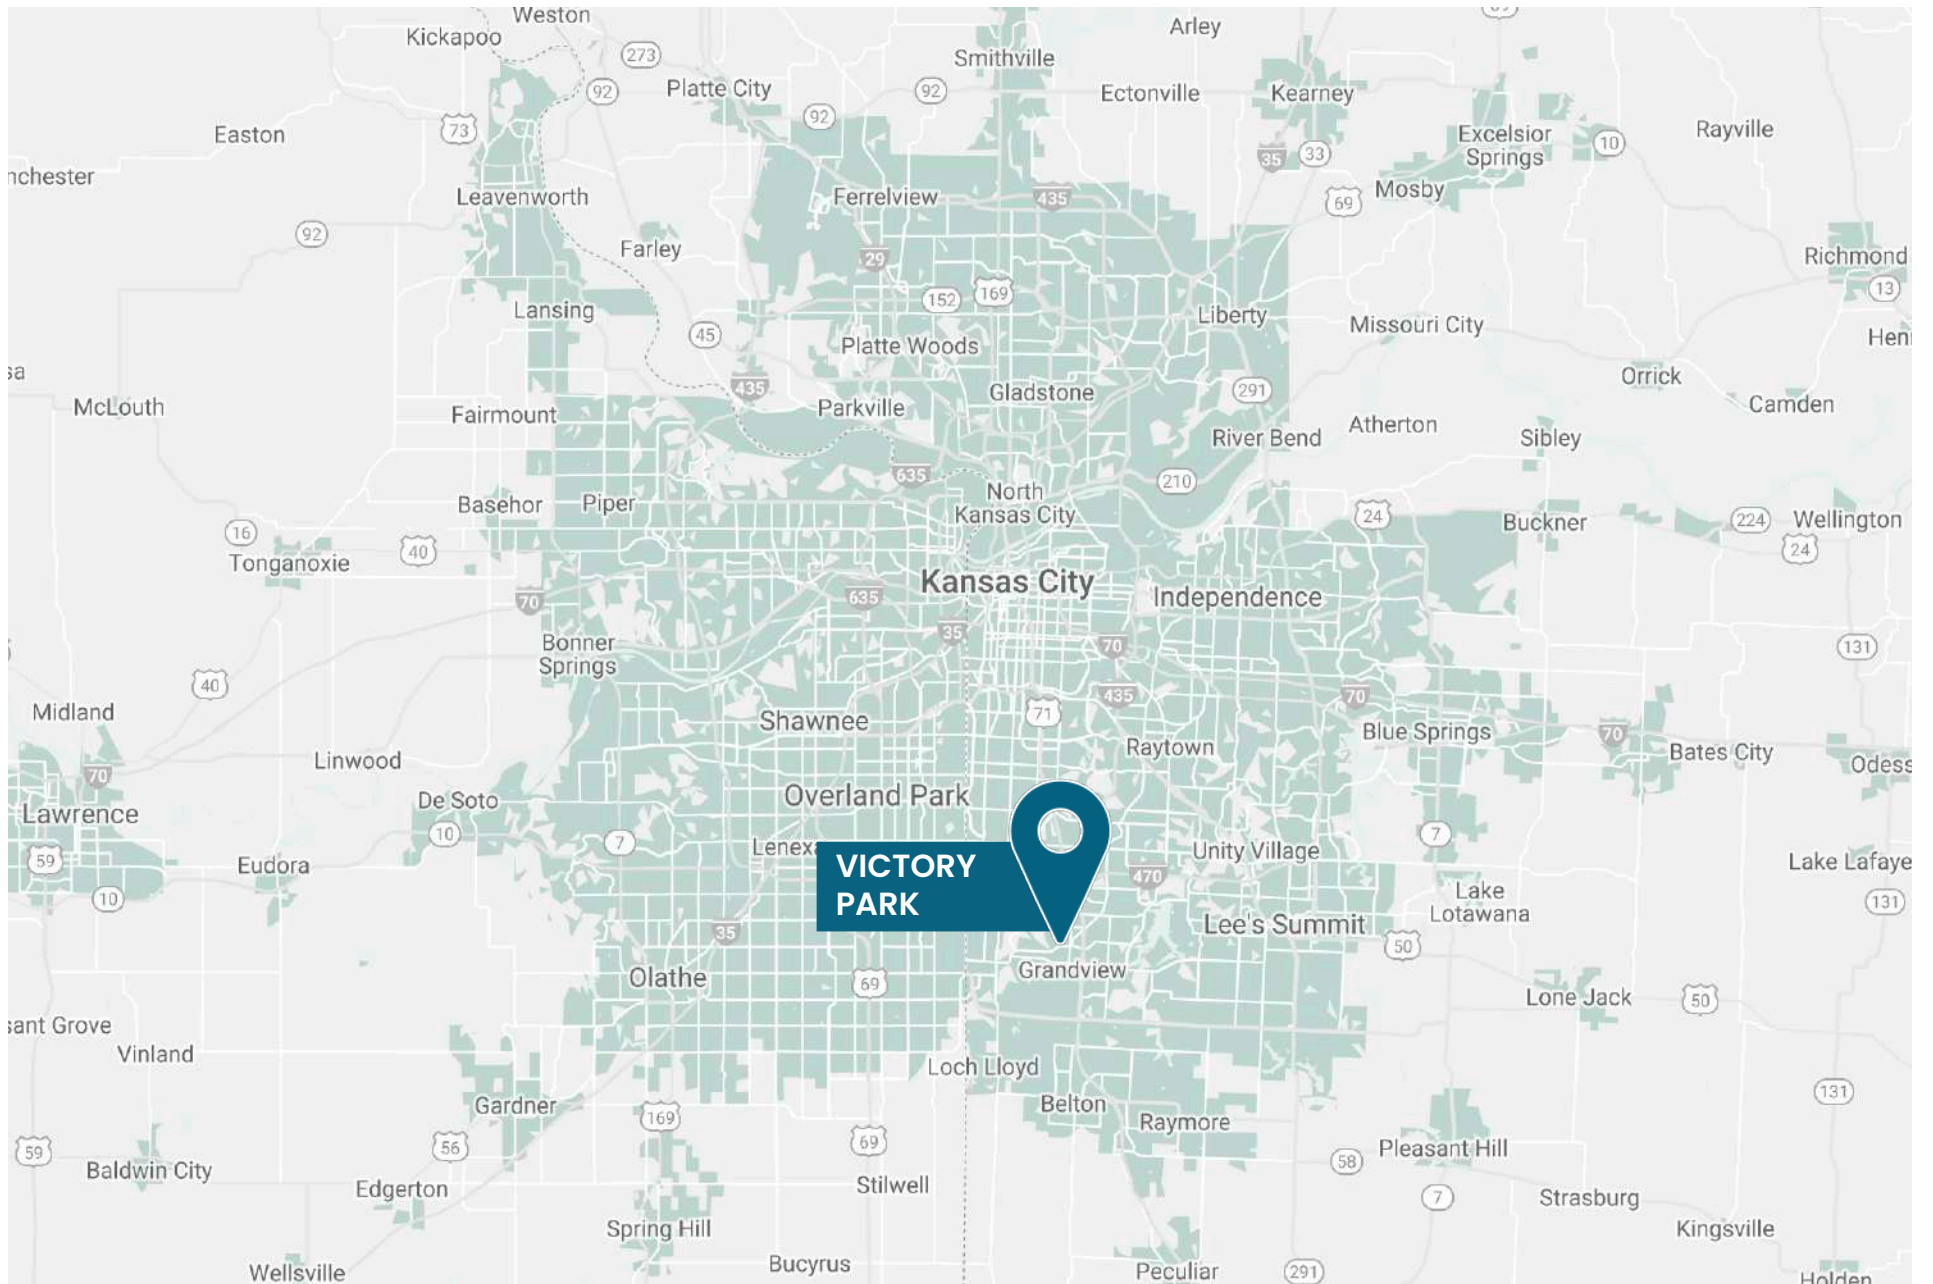 Weston
Kickapoo
Arley
69
273
Smithville
Platte City
92
92
Ectonville
Kearney
92
73
Easton
Excelsior
Springs
10
Rayville
35
33
nchester
Leavenworth
Ferrelview
435
Mosby
69
92
Farley
29
Richmond
152
169
13
Lansing
Liberty
Missouri City
45
Platte Woods
Hen
sa
435
Gladstone
291
Orrick
McLouth
Fairmount
Parkville
Camden
River Bend
Atherton
Sibley
635
210
Basehor
Piper
North
Kansas City
24
Buckner
224
Wellington
16
40
24
Tonganoxie
Kansas City
70
635
Independence
35
70
Bonner
Springs
131
40
435
70
Midland
71
Shawnee
Blue Springs
70
Raytown
Bates City
Linwood
70
Odess
De Soto
Overland Park
Lawrence
10
7
7
Lenexa
59
Eudora
VICTORY
PARK
Unity Village
Lake Lafaye
470
10
Lake
Lotawana
131
35
Lee's Summit
50
Olathe
69
Grandview
Lone Jack
50
sant Grove
Vinland
Loch Lloyd
131
Gardner
169
Belton
Raymore
59
56
69
58
Pleasant Hill
Baldwin City
Edgerton
Stilwell
7
Strasburg
Spring Hill
Kingsville
Wellsville
Bucyrus
Peculiar
291
Holden